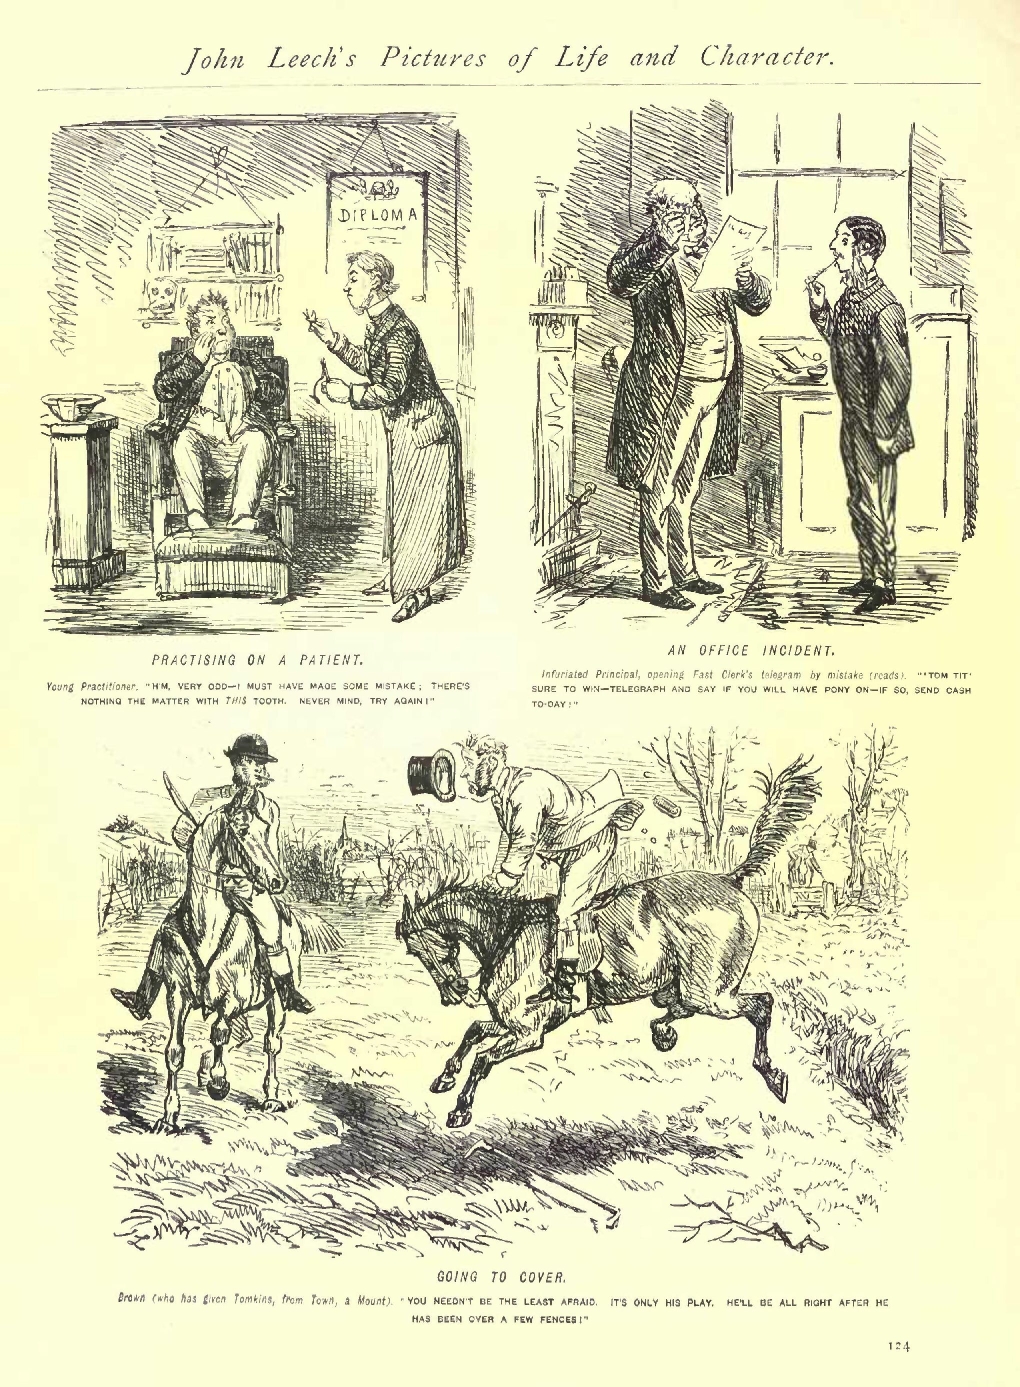 John Leech's Pictures of Life and Character.
DIPLOMA
PRACTISING ON A PATIENT.
Young Practitioner. "H'M, VERY ODD—I MUST HAVE MADE SOME MISTAKE; THERE'S
NOTHING THE MATTER WITH THIS TOOTH. NEVER MIND, TRY AGAIN!"
AN OFFICE INCIDENT.
Infuriated Principal, opening Fast Clerk's telegram by mistake (reads). "'TOM TIT'
SURE TO WIN—TELEGRAPH AND SAY IF YOU WILL HAVE PONY ON—IF SO, SEND CASH
TO-DAY!"
GOING TO COVER.
Brown (who has given Tomkins, from Town, a Mount). "YOU NEEDN'T BE THE LEAST AFRAID. IT'S ONLY HIS PLAY. HE'LL BE ALL RIGHT AFTER HE
HAS BEEN OVER A FEW FENCES!"
124